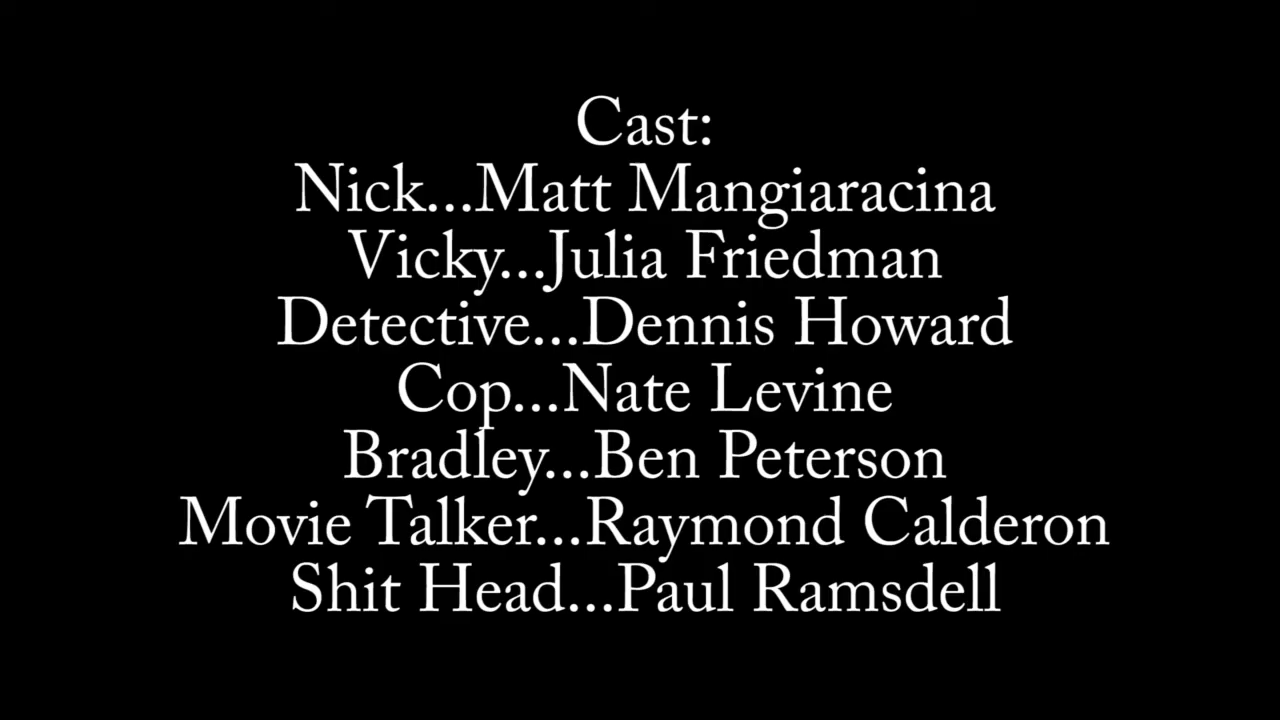 Cast:
Nick...Matt Mangiaracina
Vicky...Julia Friedman
Detective...Dennis Howard
Cop...Nate Levine
Bradley...Ben Peterson
Movie Talker...Raymond Calderon
Shit Head...Paul Ramsdell